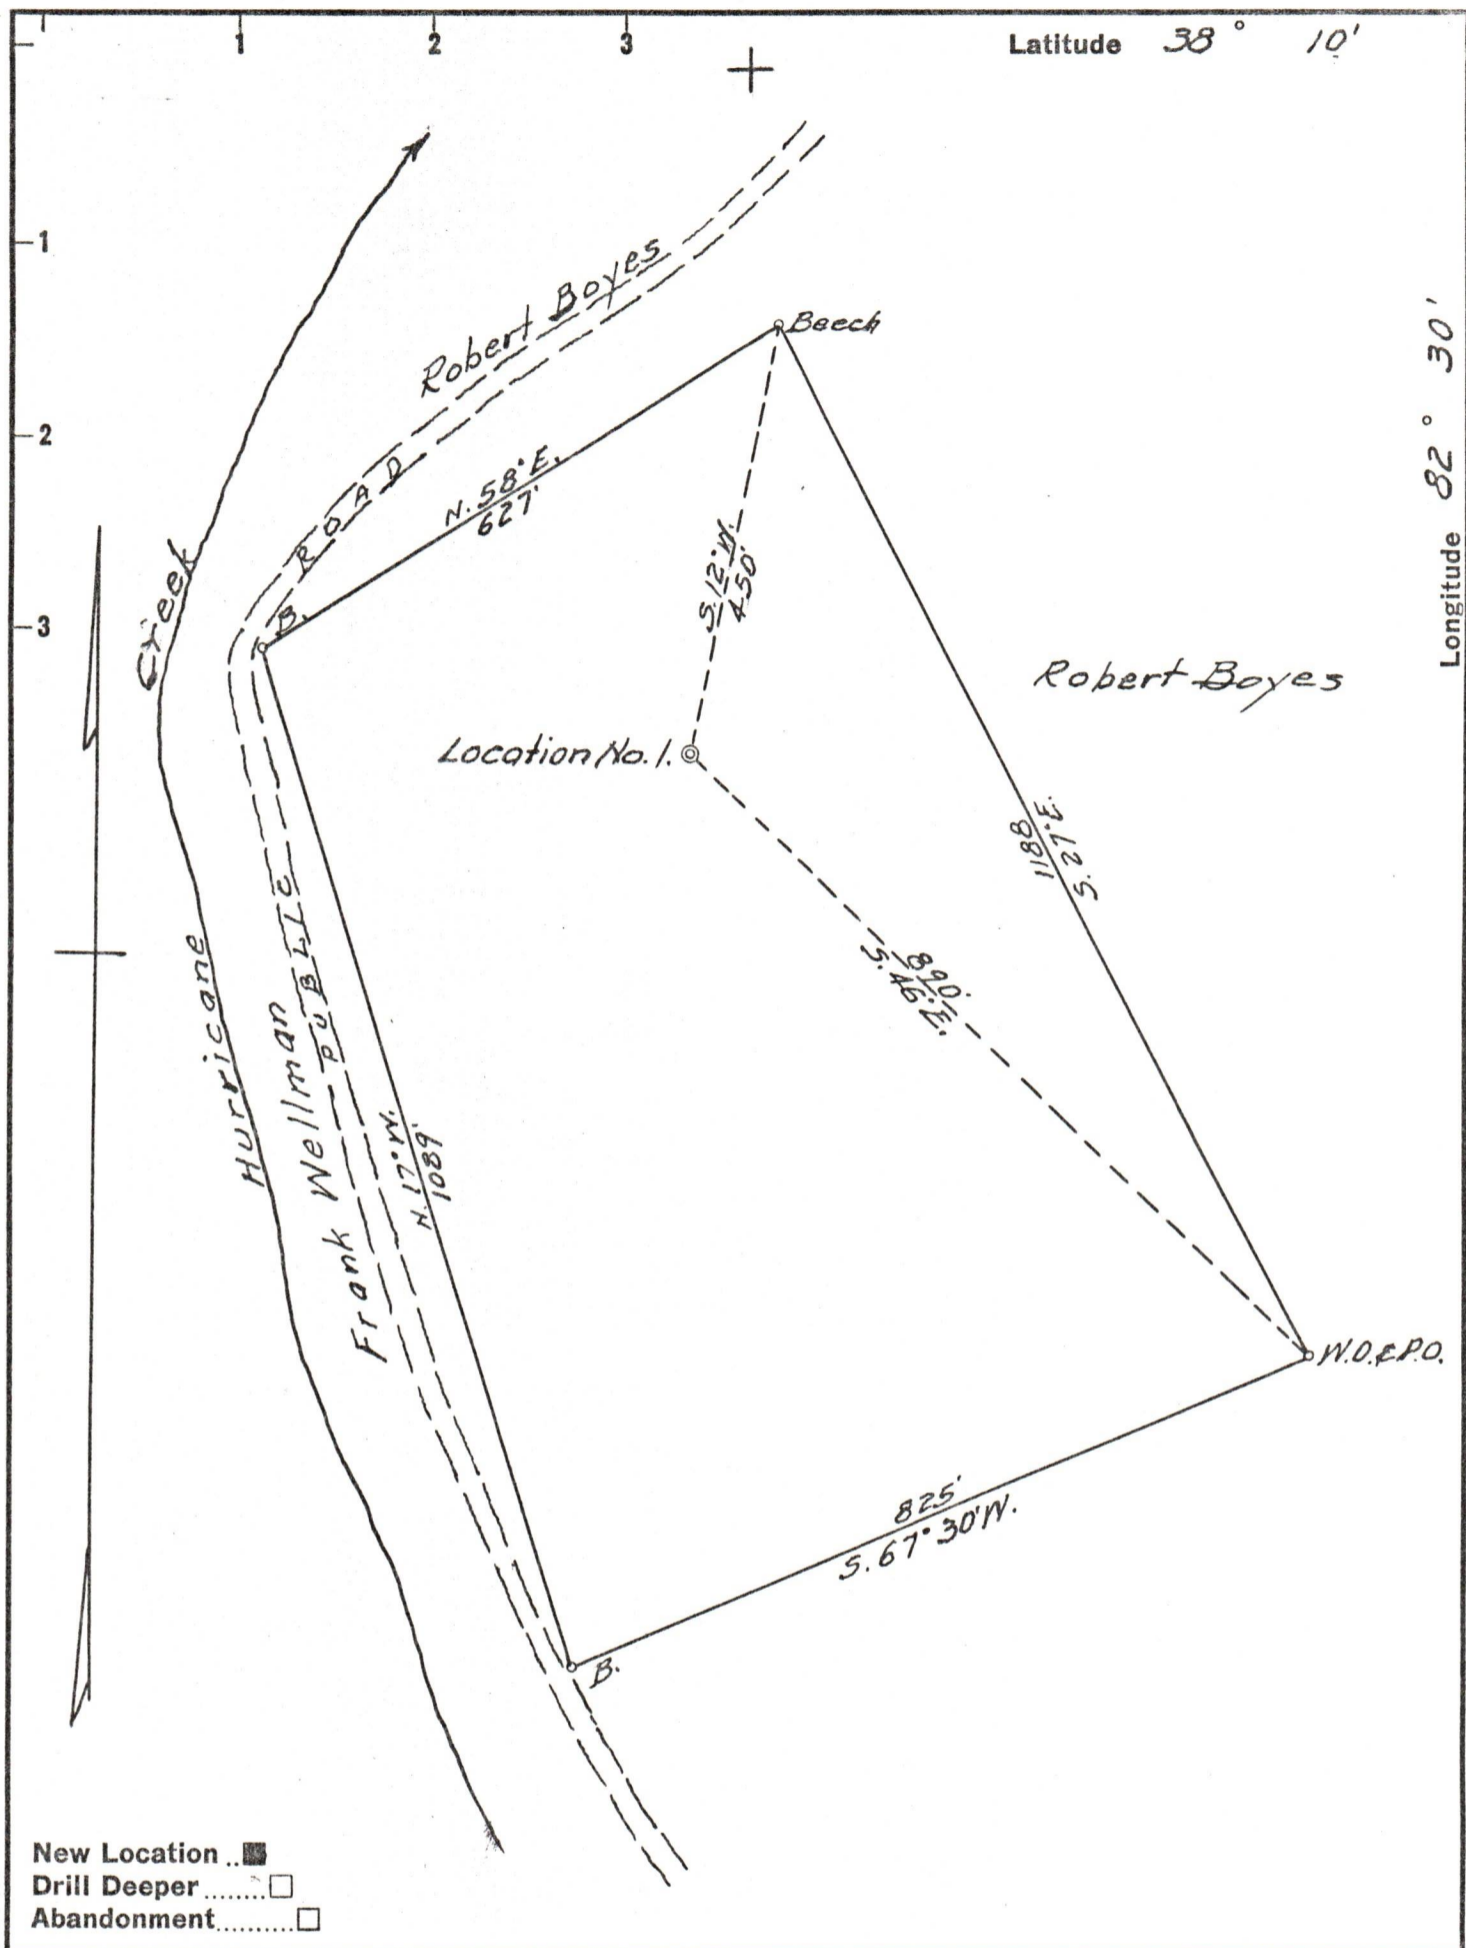 1 2 3
Latitude 38° 10'
1
2
3
Longitude 82° 30'
Robert Boyes
Beech
N. 58° E.
627'
S. 12° W.
450'
ROAD
B.
Creek
Robert Boyes
Location No. 1.
1188
S. 27° E.
890'
S. 46° E.
PUBLIC
Hurricane
Frank Wellman
N. 17° W.
1089'
W.O. & P.O.
825'
S. 67° 30' W.
B.
New Location ..■
Drill Deeper ........□
Abandonment..........□